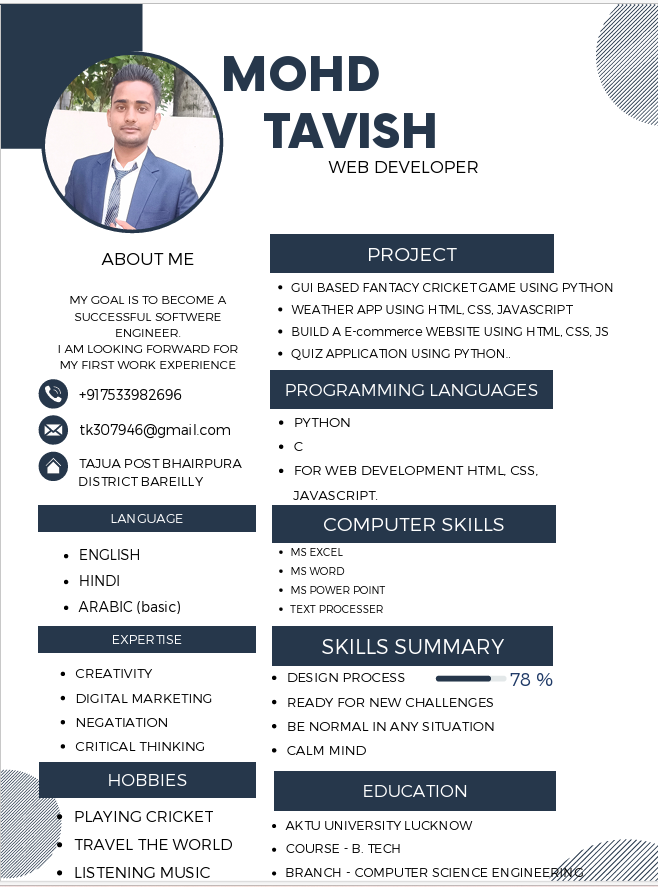 MOHD
TAVISH
WEB DEVELOPER
ABOUT ME
MY GOAL IS TO BECOME A
SUCCESSFUL SOFTWERE
ENGINEER.
I AM LOOKING FORWARD FOR
MY FIRST WORK EXPERIENCE
+917533982696
tk307946@gmail.com
TAJUA POST BHAIRPURA
DISTRICT BAREILLY
LANGUAGE
ENGLISH
HINDI
ARABIC (basic)
EXPERTISE
CREATIVITY
DIGITAL MARKETING
NEGATIATION
CRITICAL THINKING
HOBBIES
PLAYING CRICKET
TRAVEL THE WORLD
LISTENING MUSIC
PROJECT
GUI BASED FANTACY CRICKET GAME USING PYTHON
WEATHER APP USING HTML, CSS, JAVASCRIPT
BUILD A E-commerce WEBSITE USING HTML, CSS, JS
QUIZ APPLICATION USING PYTHON..
PROGRAMMING LANGUAGES
PYTHON
C
FOR WEB DEVELOPMENT HTML, CSS,
JAVASCRIPT.
COMPUTER SKILLS
MS EXCEL
MS WORD
MS POWER POINT
TEXT PROCESSER
SKILLS SUMMARY
DESIGN PROCESS 78 %
READY FOR NEW CHALLENGES
BE NORMAL IN ANY SITUATION
CALM MIND
EDUCATION
AKTU UNIVERSITY LUCKNOW
COURSE - B. TECH
BRANCH - COMPUTER SCIENCE ENGINEERING